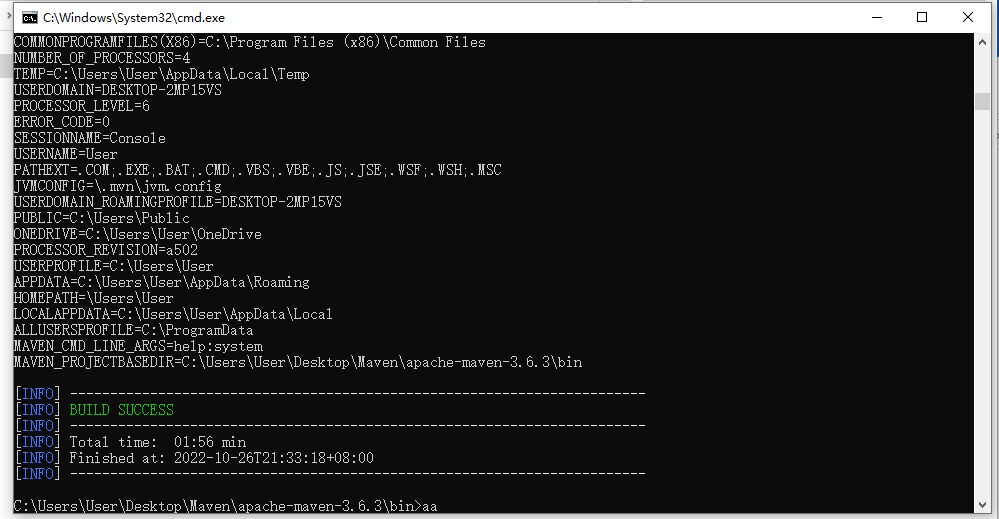 C:\Windows\System32\cmd.exe
COMMONPROGRAMFILES(X86)=C:\Program Files (x86)\Common Files
NUMBER_OF_PROCESSORS=4
TEMP=C:\Users\User\AppData\Local\Temp
USERDOMAIN=DESKTOP-2MP15VS
PROCESSOR_LEVEL=6
ERROR_CODE=0
SESSIONNAME=Console
USERNAME=User
PATHEXT=.COM;.EXE;.BAT;.CMD;.VBS;.VBE;.JS;.JSE;.WSF;.WSH;.MSC
JVMCONFIG=\.mvn\jvm.config
USERDOMAIN_ROAMINGPROFILE=DESKTOP-2MP15VS
PUBLIC=C:\Users\Public
ONEDRIVE=C:\Users\User\OneDrive
PROCESSOR_REVISION=a502
USERPROFILE=C:\Users\User
APPDATA=C:\Users\User\AppData\Roaming
HOMEPATH=\Users\User
LOCALAPPDATA=C:\Users\User\AppData\Local
ALLUSERSPROFILE=C:\ProgramData
MAVEN_CMD_LINE_ARGS=help:system
MAVEN_PROJECTBASEDIR=C:\Users\User\Desktop\Maven\apache-maven-3.6.3\bin
[INFO] ------------------------------------------------------------------------
[INFO] BUILD SUCCESS
[INFO] ------------------------------------------------------------------------
[INFO] Total time:  01:56 min
[INFO] Finished at: 2022-10-26T21:33:18+08:00
[INFO] ------------------------------------------------------------------------
C:\Users\User\Desktop\Maven\apache-maven-3.6.3\bin>aa